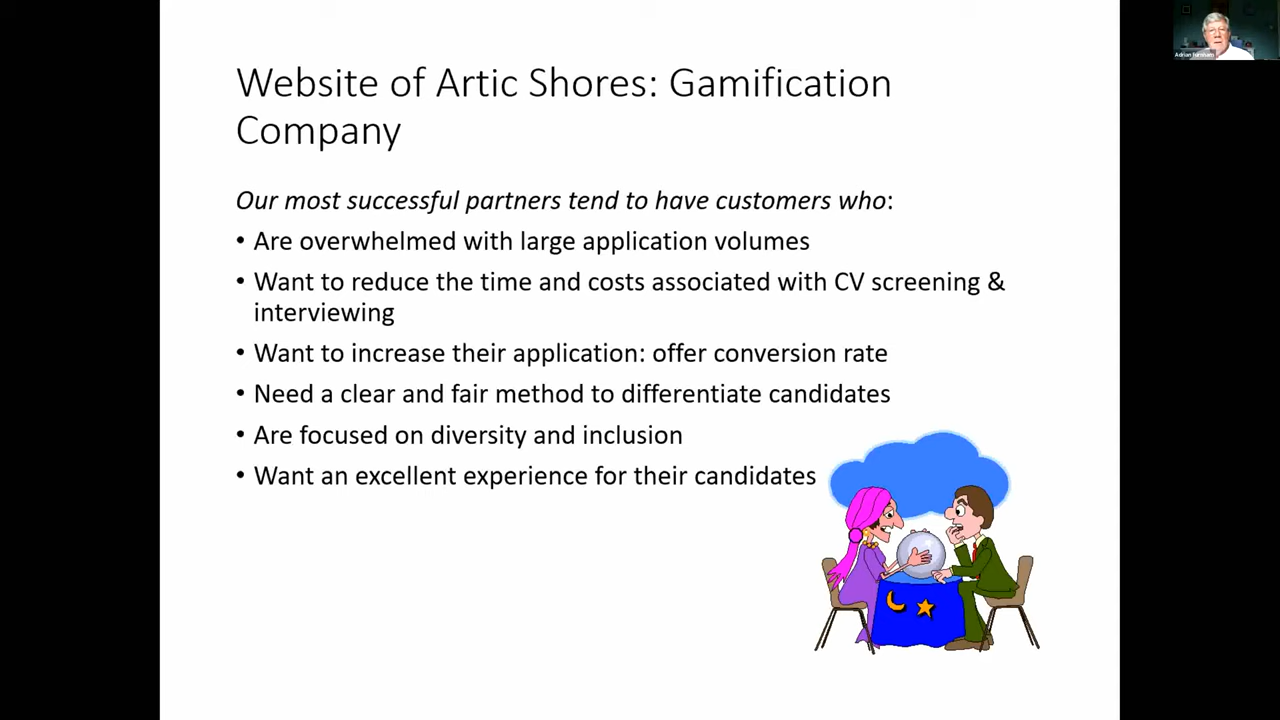 Website of Artic Shores: Gamification
Company
Our most successful partners tend to have customers who:
• Are overwhelmed with large application volumes
• Want to reduce the time and costs associated with CV screening &
interviewing
• Want to increase their application: offer conversion rate
• Need a clear and fair method to differentiate candidates
• Are focused on diversity and inclusion
• Want an excellent experience for their candidates
Adrian Furnham